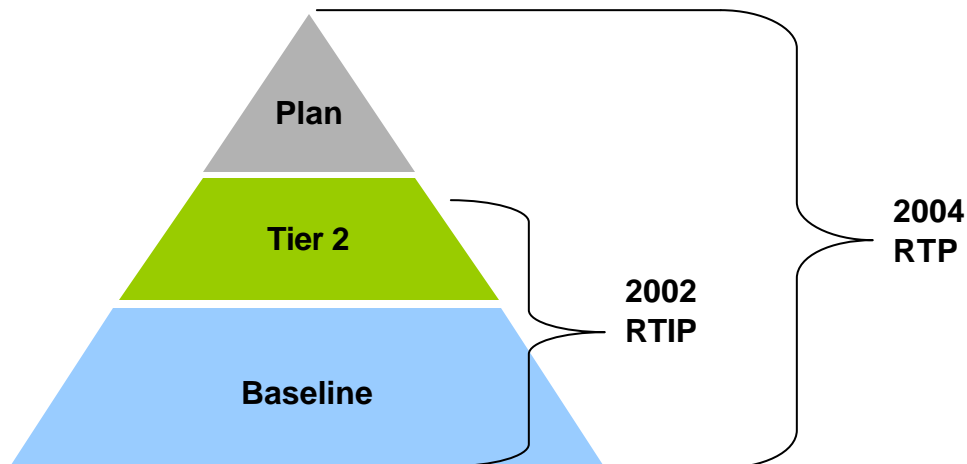 Plan
Tier 2
Baseline
2002
RTIP
2004
RTP